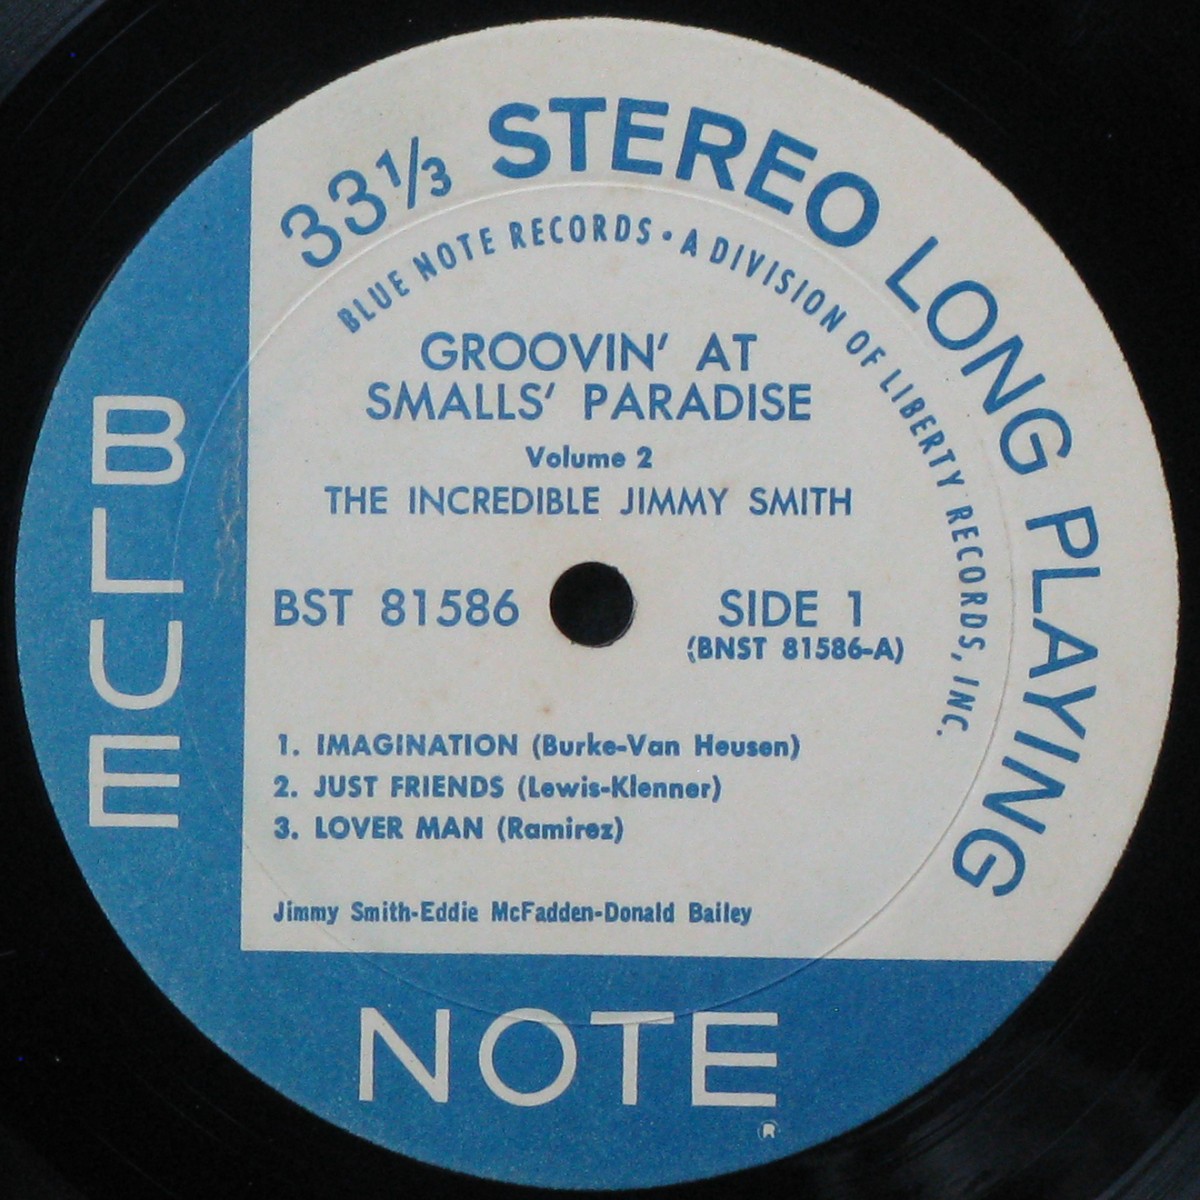 33 1/3 STEREO LONG PLAYING
BLUE NOTE RECORDS • A DIVISION OF LIBERTY RECORDS, INC.
GROOVIN' AT
SMALLS' PARADISE
Volume 2
THE INCREDIBLE JIMMY SMITH
BST 81586
SIDE 1
(BNST 81586-A)
1. IMAGINATION (Burke-Van Heusen)
2. JUST FRIENDS (Lewis-Klenner)
3. LOVER MAN (Ramirez)
Jimmy Smith-Eddie McFadden-Donald Bailey
BLUE
NOTE
®